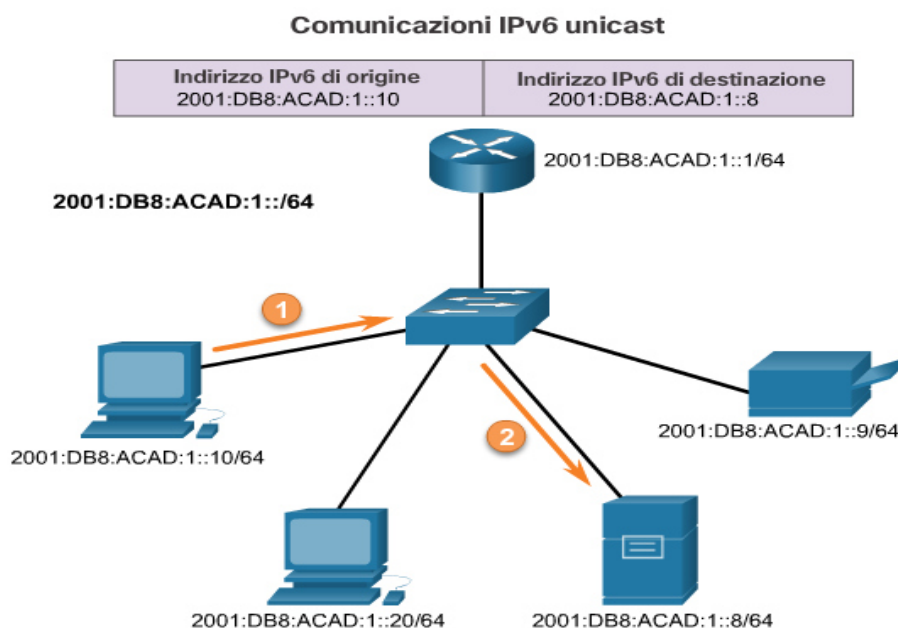 Comunicazioni IPv6 unicast
Indirizzo IPv6 di origine
2001:DB8:ACAD:1::10
Indirizzo IPv6 di destinazione
2001:DB8:ACAD:1::8
2001:DB8:ACAD:1::1/64
2001:DB8:ACAD:1::/64
1
2
2001:DB8:ACAD:1::10/64
2001:DB8:ACAD:1::9/64
2001:DB8:ACAD:1::20/64
2001:DB8:ACAD:1::8/64